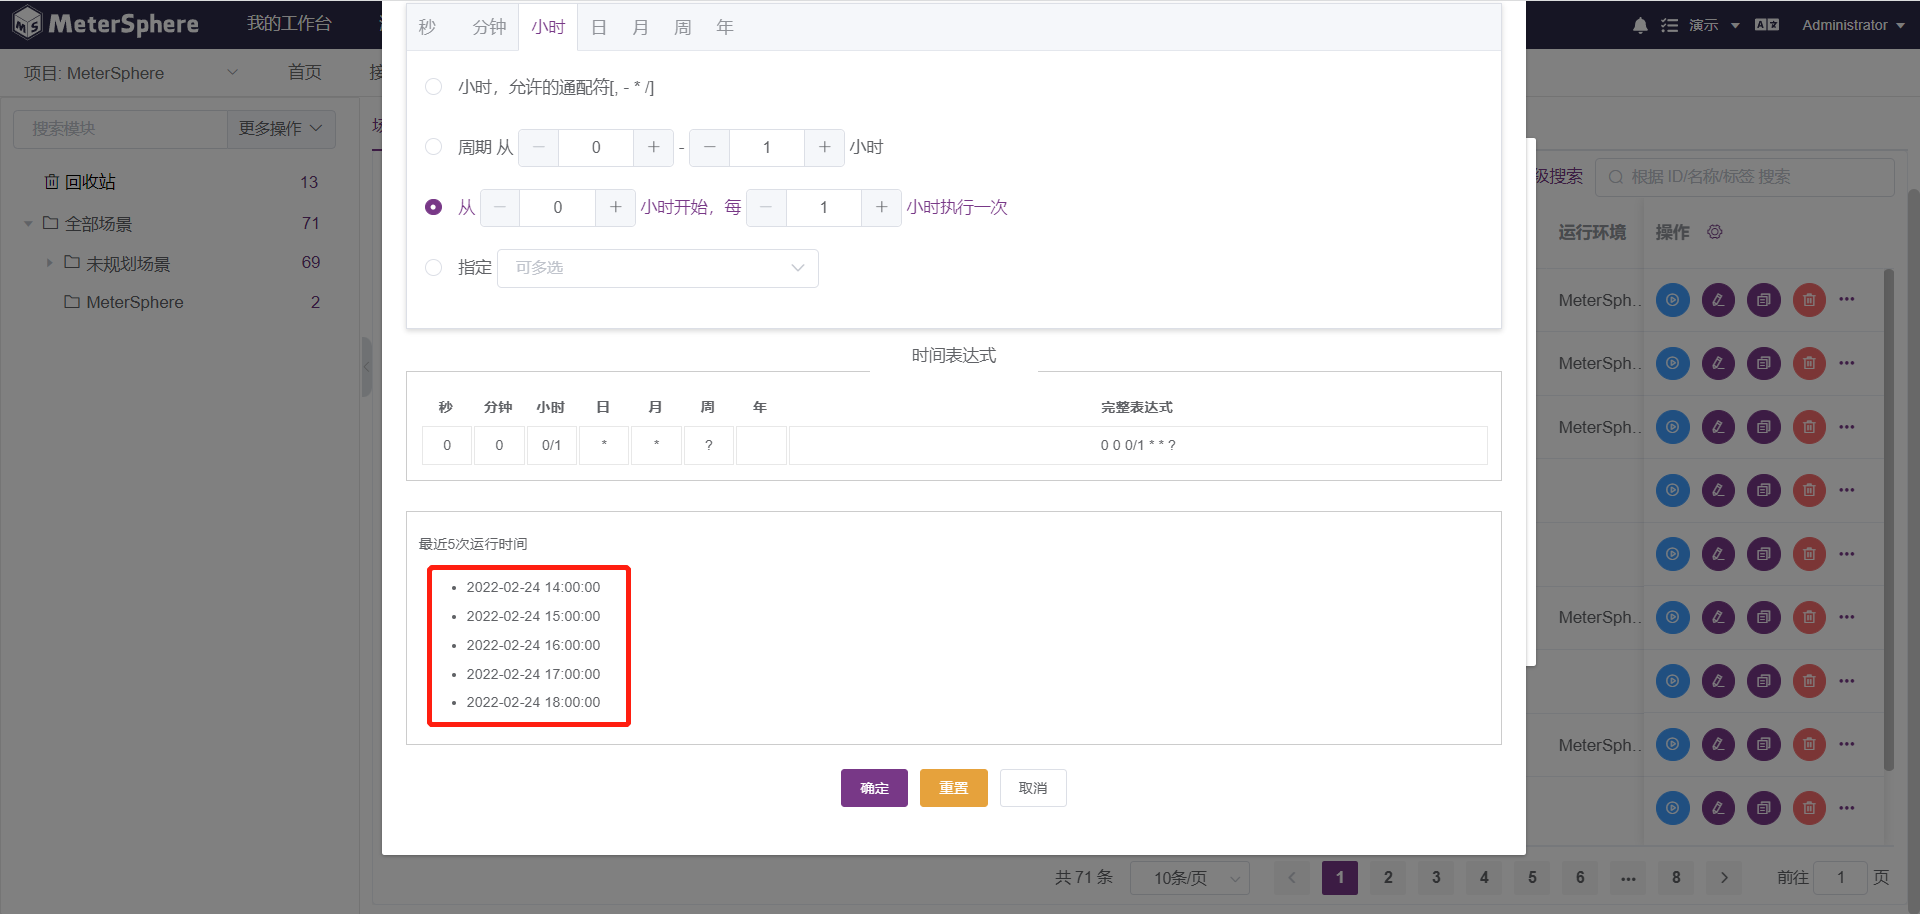 MeterSphere
我的工作台
演示
Administrator
项目: MeterSphere
首页
搜索模块
更多操作
回收站 13
全部场景 71
未规划场景 69
MeterSphere 2
秒 分钟 小时 日 月 周 年
小时，允许的通配符[, - * /]
周期 从 0 - 1 小时
从 0 小时开始，每 1 小时执行一次
指定 可多选
时间表达式
秒 分钟 小时 日 月 周 年 完整表达式
0 0 0/1 * * ? 0 0 0/1 * * ?
最近5次运行时间
2022-02-24 14:00:00
2022-02-24 15:00:00
2022-02-24 16:00:00
2022-02-24 17:00:00
2022-02-24 18:00:00
确定 重置 取消
级搜索
根据 ID/名称/标签 搜索
运行环境 操作
MeterSph...
MeterSph...
MeterSph...
MeterSph...
MeterSph...
共 71 条 10条/页 1 2 3 4 5 6 ... 8 前往 1 页